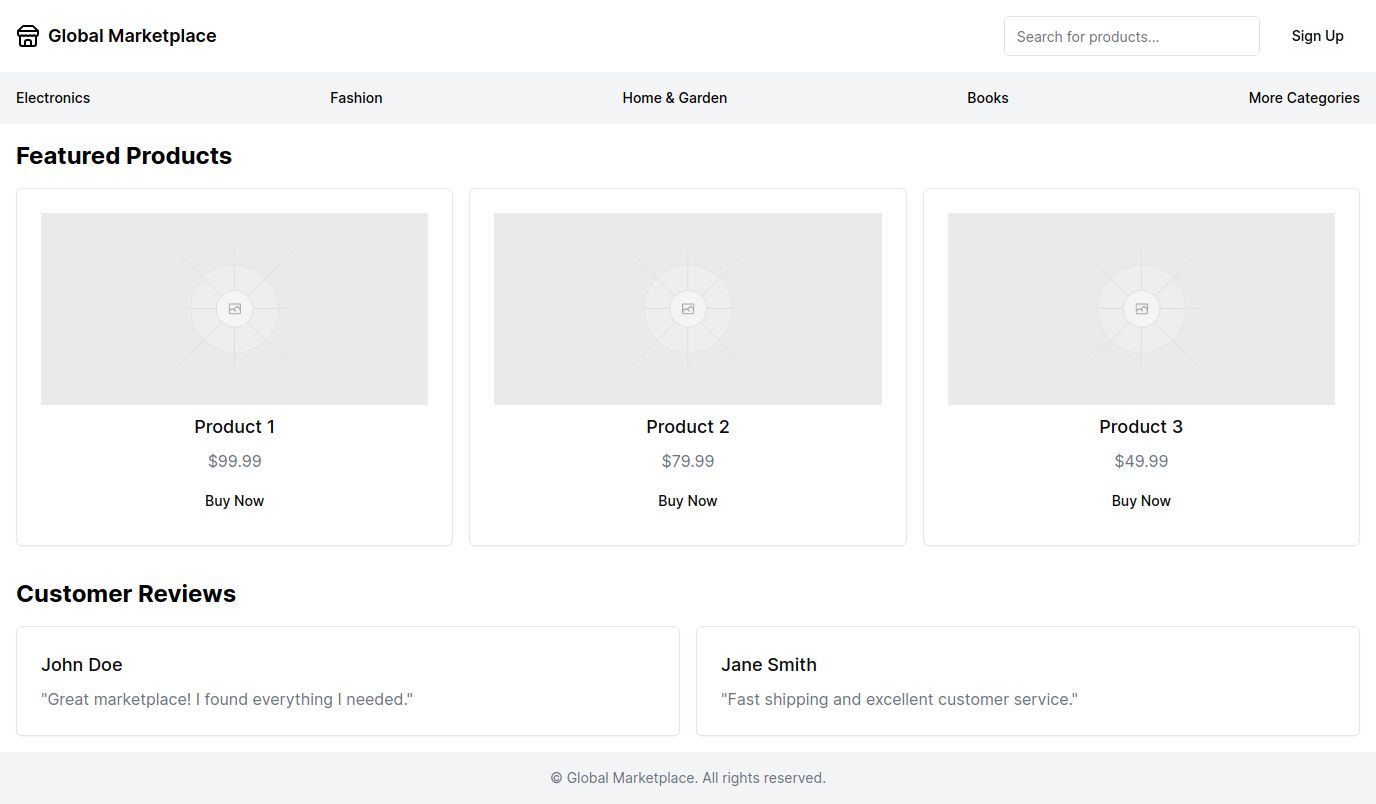 Global Marketplace
Search for products...
Sign Up
Electronics
Fashion
Home & Garden
Books
More Categories
Featured Products
Product 1
$99.99
Buy Now
Product 2
$79.99
Buy Now
Product 3
$49.99
Buy Now
Customer Reviews
John Doe
"Great marketplace! I found everything I needed."
Jane Smith
"Fast shipping and excellent customer service."
© Global Marketplace. All rights reserved.